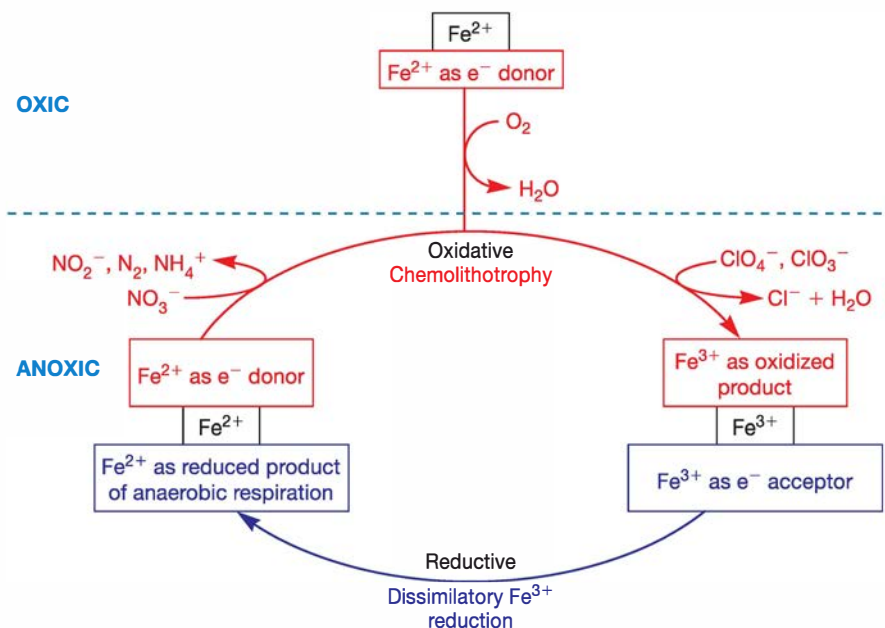 Fe²⁺
Fe²⁺ as e⁻ donor
OXIC
O₂
H₂O
Oxidative
Chemolithotrophy
NO₂⁻, N₂, NH₄⁺
NO₃⁻
ClO₄⁻, ClO₃⁻
Cl⁻ + H₂O
ANOXIC
Fe²⁺ as e⁻ donor
Fe³⁺ as oxidized
product
Fe²⁺
Fe³⁺
Fe²⁺ as reduced product
of anaerobic respiration
Fe³⁺ as e⁻ acceptor
Reductive
Dissimilatory Fe³⁺
reduction